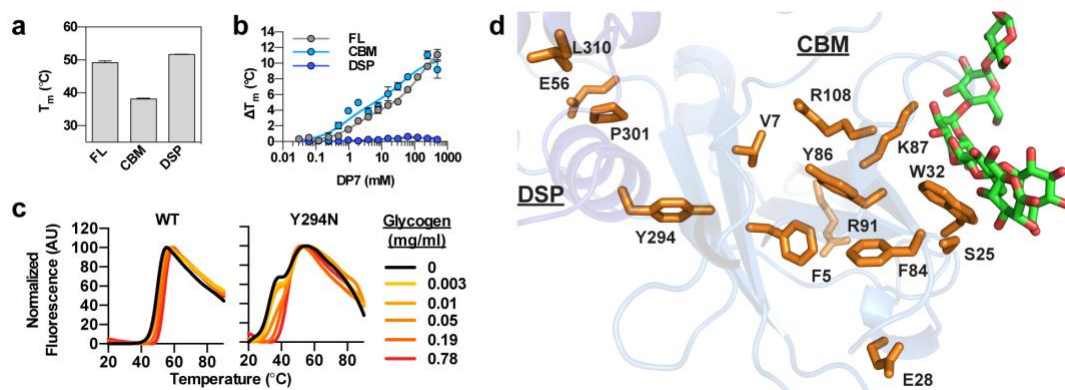 a
60
50
40
Tm (°C)
FL
CBM
DSP
b
14
12
10
8
6
4
2
0
ΔTm (°C)
FL
CBM
DSP
0.01 0.1 1 2 10 50 500
DP7 (mM)
c
WT
Y294N
Normalized
Fluorescence (AU)
120
100
80
60
40
20
0
20 40 60 80
20 40 60 80
Temperature (°C)
Glycogen
(mg/ml)
0
0.003
0.01
0.05
0.19
0.78
d
CBM
L310
E56
P301
DSP
Y294
V7
R108
Y86
K87
W32
R91
F5
F84
S25
E28